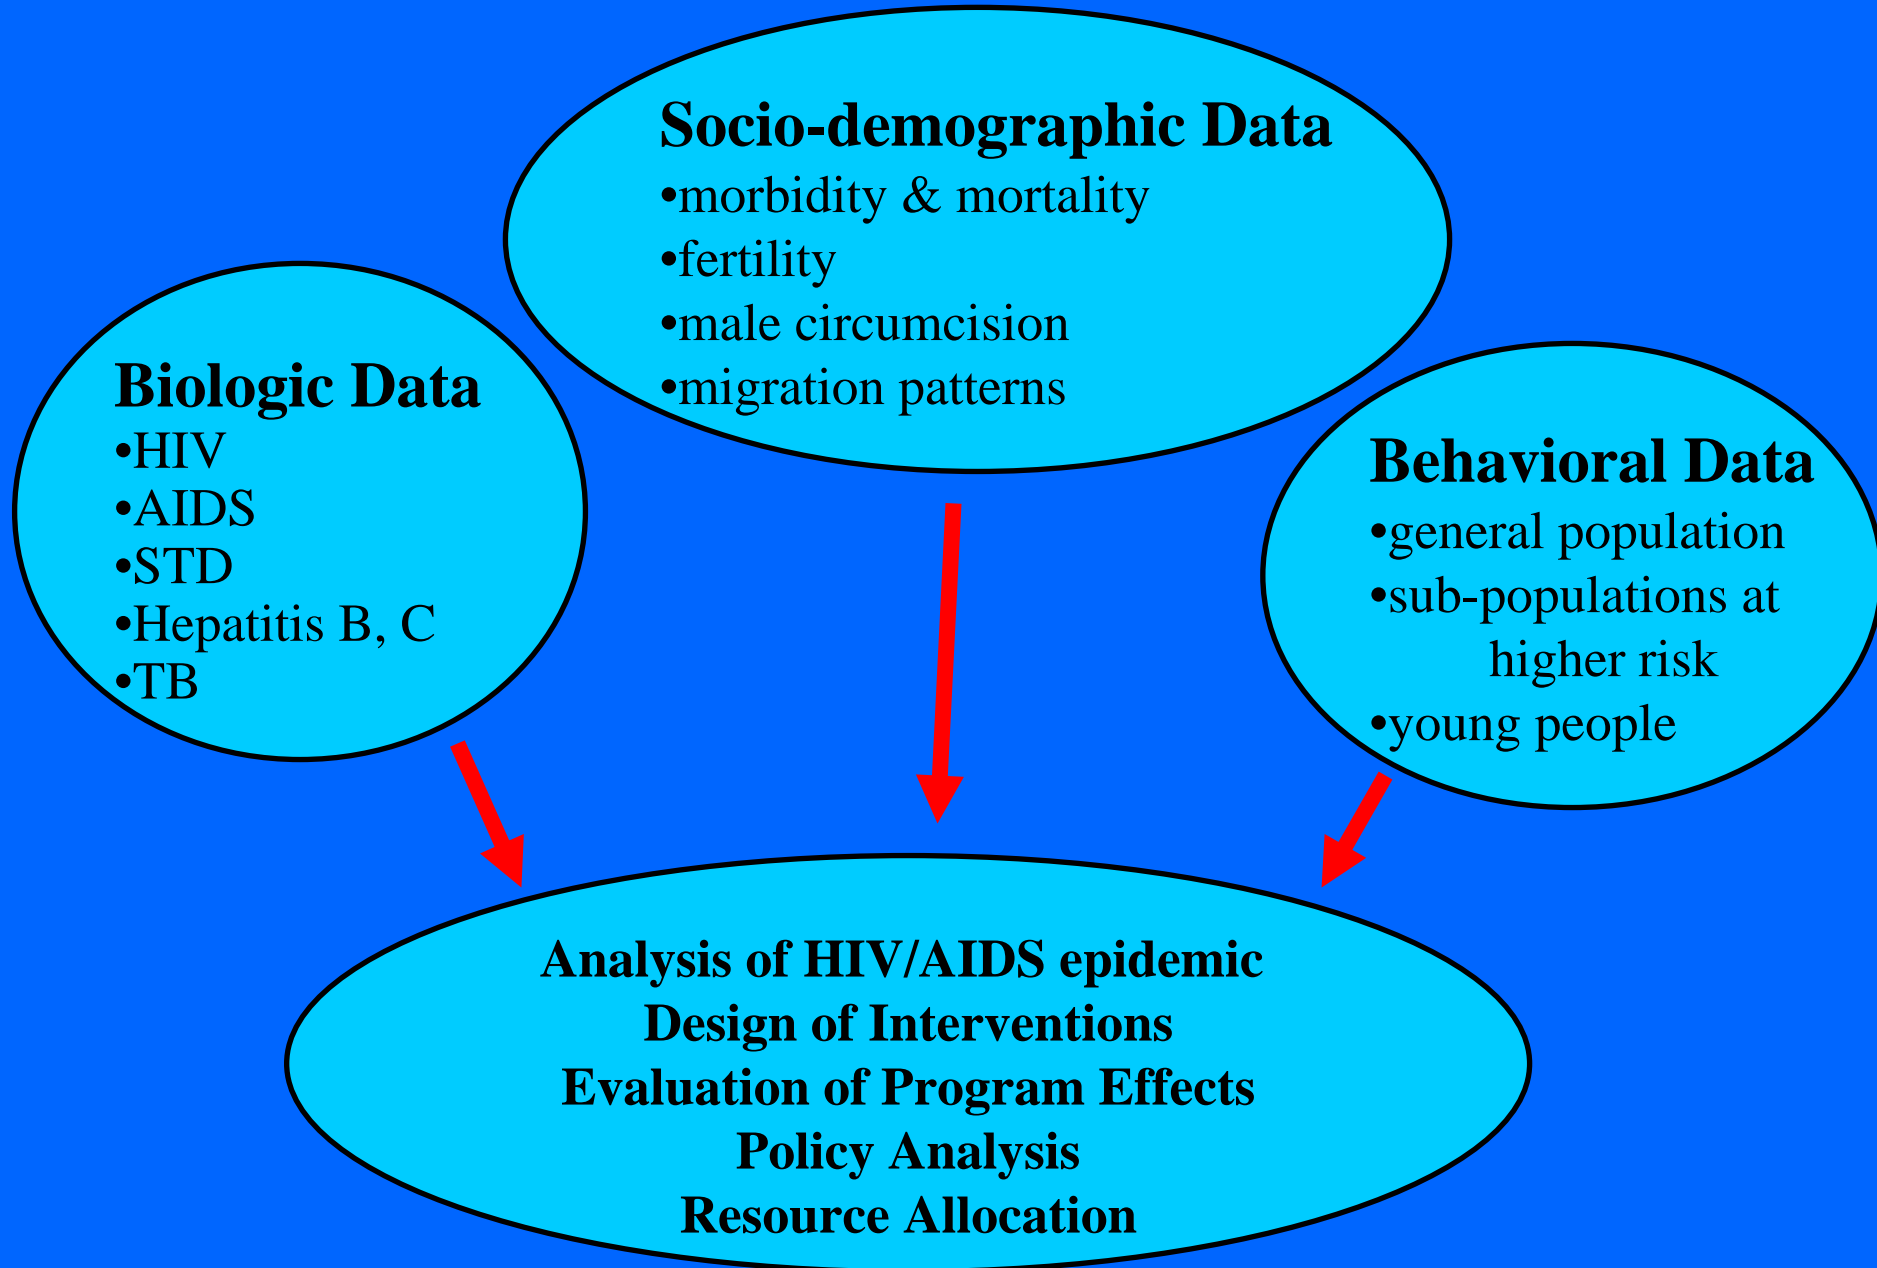 Socio-demographic Data
•morbidity & mortality
•fertility
•male circumcision
•migration patterns
Biologic Data
•HIV
•AIDS
•STD
•Hepatitis B, C
•TB
Behavioral Data
•general population
•sub-populations at
higher risk
•young people
Analysis of HIV/AIDS epidemic
Design of Interventions
Evaluation of Program Effects
Policy Analysis
Resource Allocation